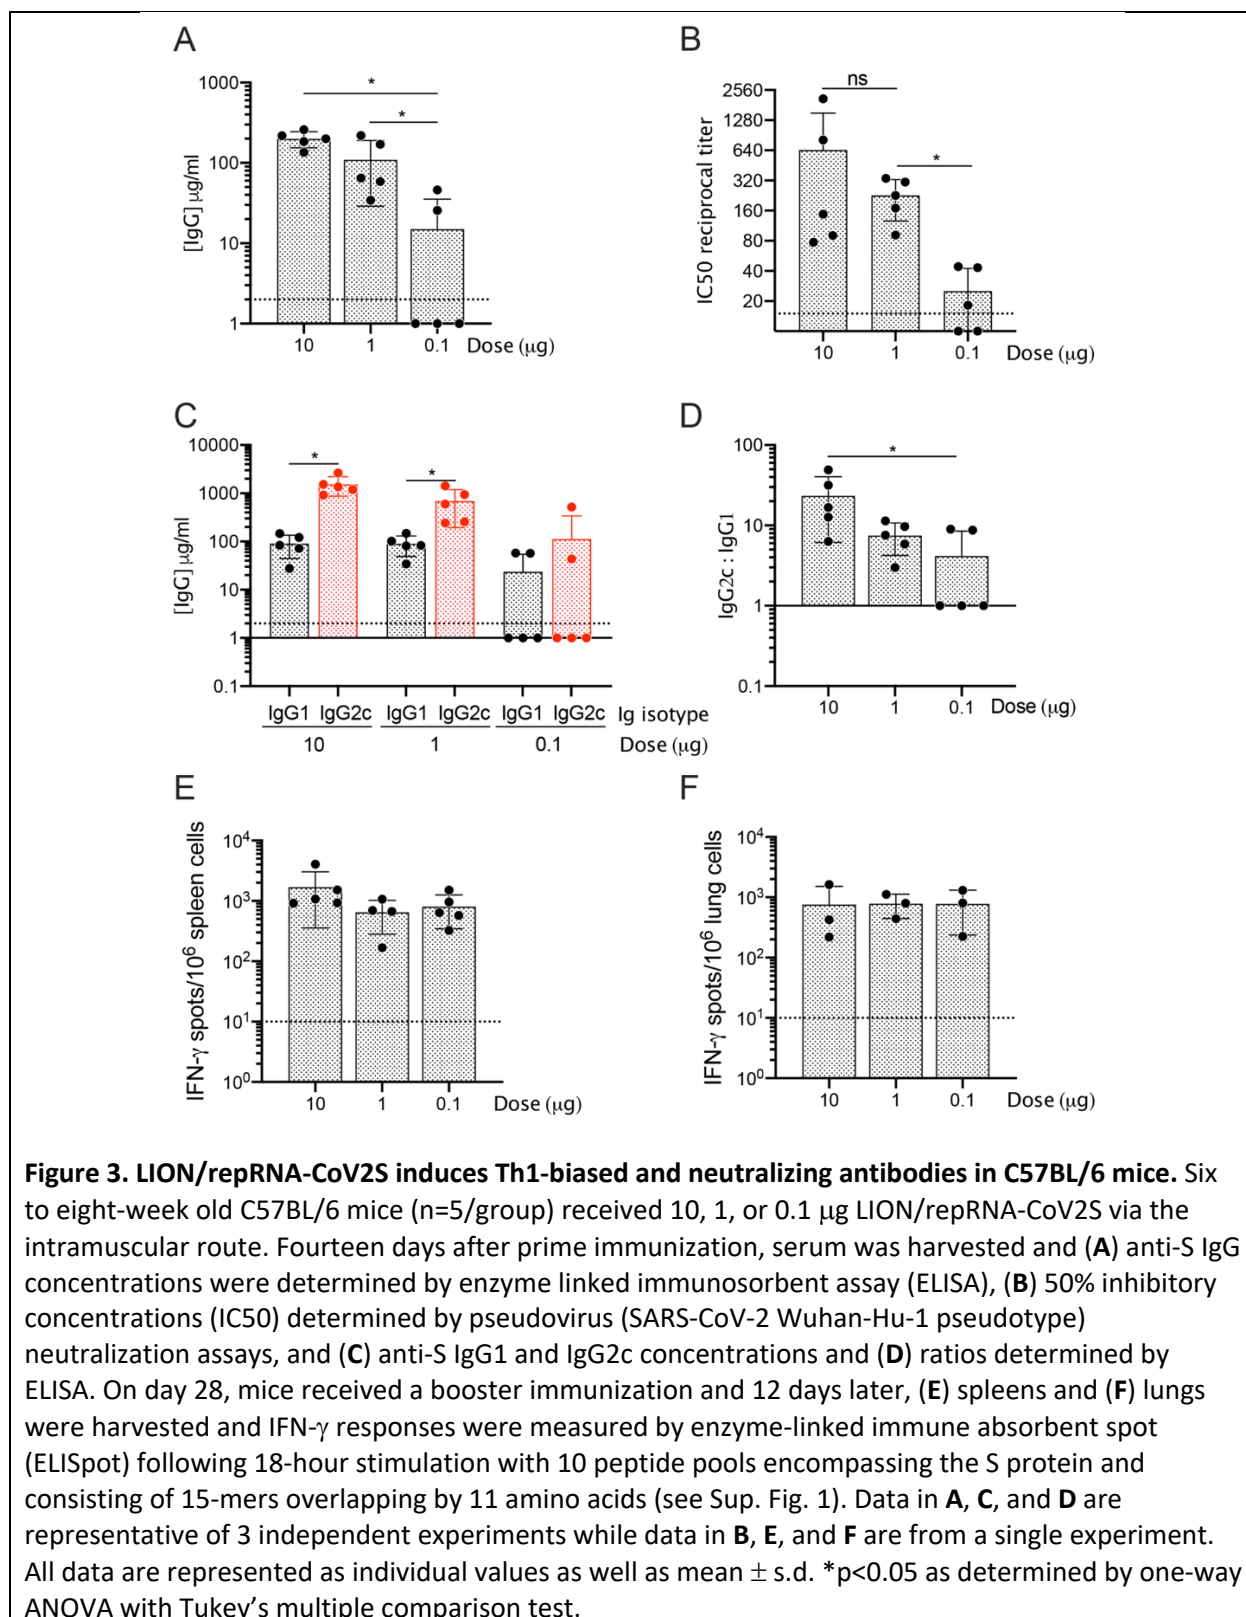 A
1000
100
10
1
[IgG] μg/ml
*
*
10 1 0.1 Dose (μg)
B
2560
1280
640
320
160
80
40
20
IC50 reciprocal titer
ns
*
10 1 0.1 Dose (μg)
C
10000
1000
100
10
1
0.1
[IgG] μg/ml
*
*
IgG1 IgG2c IgG1 IgG2c IgG1 IgG2c Ig isotype
10 1 0.1 Dose (μg)
D
100
10
1
0.1
IgG2c : IgG1
*
10 1 0.1 Dose (μg)
E
10⁴
10³
10²
10¹
10⁰
IFN-γ spots/10⁶ spleen cells
10 1 0.1 Dose (μg)
F
10⁴
10³
10²
10¹
10⁰
IFN-γ spots/10⁶ lung cells
10 1 0.1 Dose (μg)
Figure 3. LION/repRNA-CoV2S induces Th1-biased and neutralizing antibodies in C57BL/6 mice. Six
to eight-week old C57BL/6 mice (n=5/group) received 10, 1, or 0.1 μg LION/repRNA-CoV2S via the
intramuscular route. Fourteen days after prime immunization, serum was harvested and (A) anti-S IgG
concentrations were determined by enzyme linked immunosorbent assay (ELISA), (B) 50% inhibitory
concentrations (IC50) determined by pseudovirus (SARS-CoV-2 Wuhan-Hu-1 pseudotype)
neutralization assays, and (C) anti-S IgG1 and IgG2c concentrations and (D) ratios determined by
ELISA. On day 28, mice received a booster immunization and 12 days later, (E) spleens and (F) lungs
were harvested and IFN-γ responses were measured by enzyme-linked immune absorbent spot
(ELISpot) following 18-hour stimulation with 10 peptide pools encompassing the S protein and
consisting of 15-mers overlapping by 11 amino acids (see Sup. Fig. 1). Data in A, C, and D are
representative of 3 independent experiments while data in B, E, and F are from a single experiment.
All data are represented as individual values as well as mean ± s.d. *p<0.05 as determined by one-way
ANOVA with Tukey's multiple comparison test.